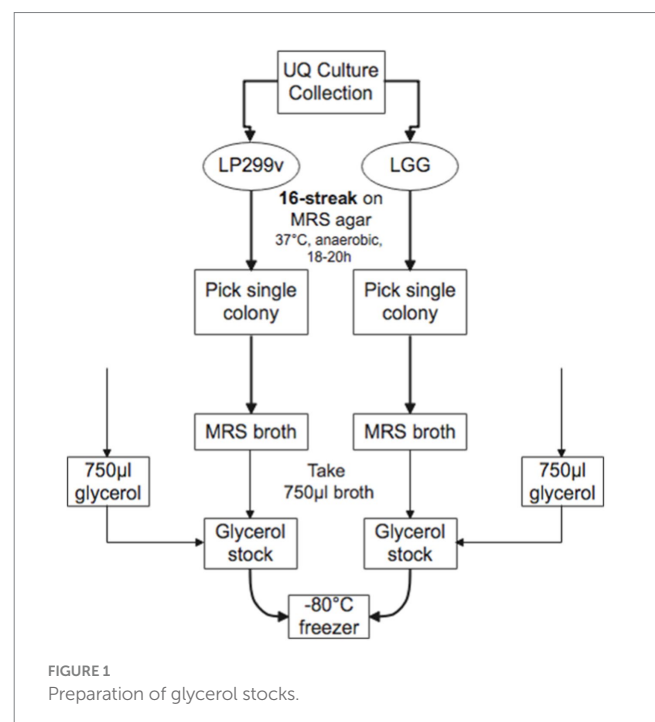 UQ Culture
Collection
LP299v
LGG
16-streak on
MRS agar
37°C, anaerobic,
18-20h
Pick single
colony
Pick single
colony
MRS broth
MRS broth
750µl
glycerol
Take
750µl broth
750µl
glycerol
Glycerol
stock
Glycerol
stock
-80°C
freezer
FIGURE 1
Preparation of glycerol stocks.